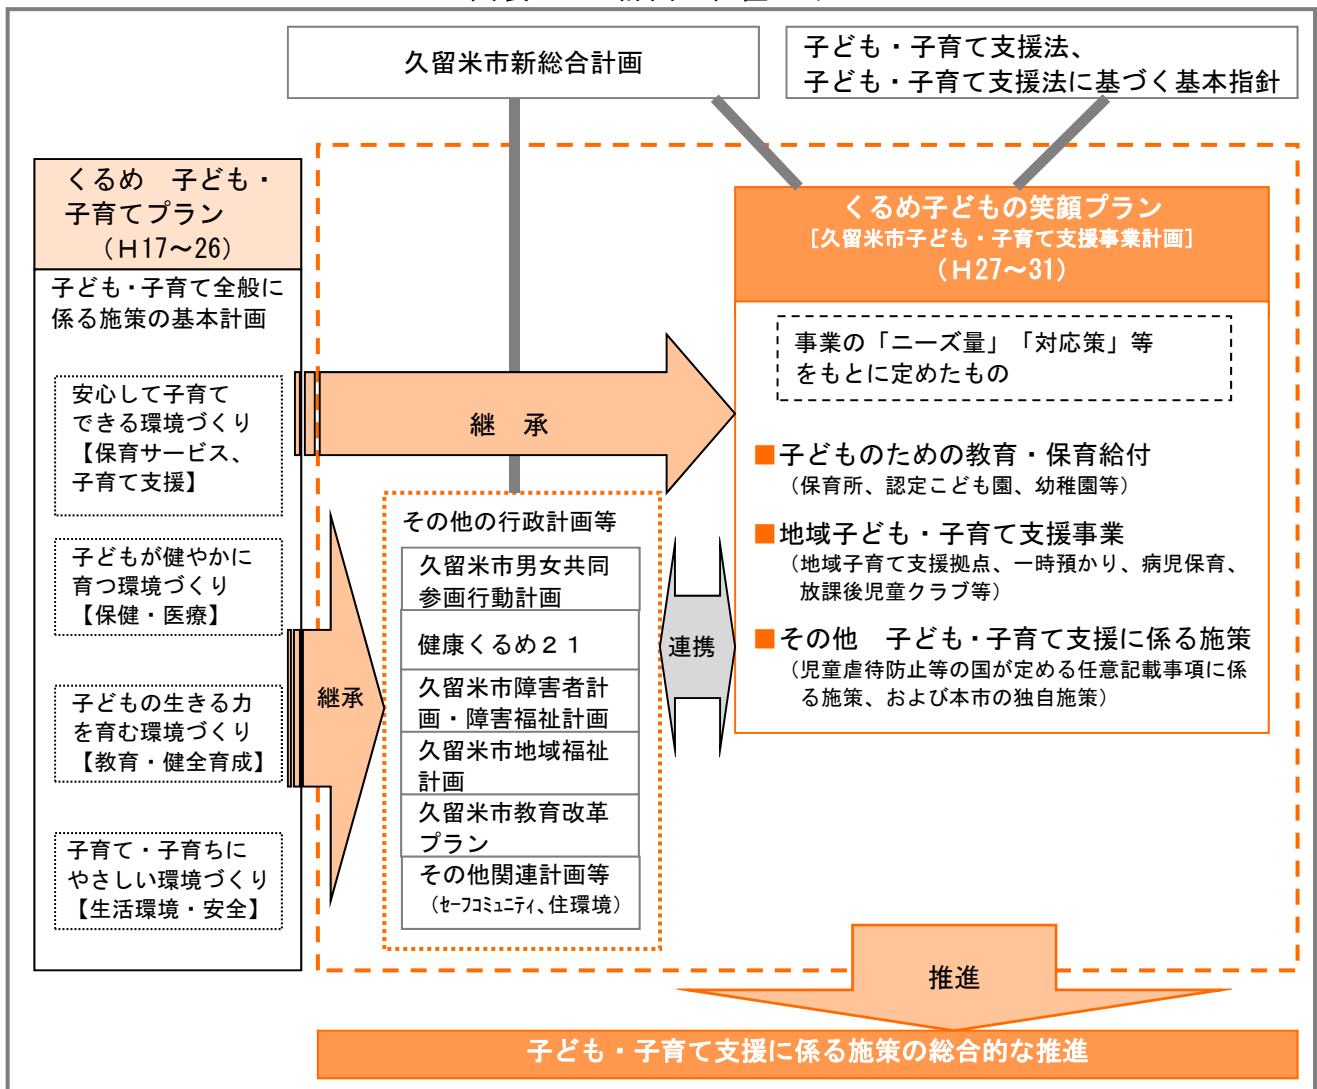 久留米市新総合計画
子ども・子育て支援法、
子ども・子育て支援法に基づく基本指針
くるめ　子ども・
子育てプラン
（Ｈ17～26）
子ども・子育て全般に
係る施策の基本計画
安心して子育て
できる環境づくり
【保育サービス、
子育て支援】
子どもが健やかに
育つ環境づくり
【保健・医療】
子どもの生きる力
を育む環境づくり
【教育・健全育成】
子育て・子育ちに
やさしい環境づくり
【生活環境・安全】
継　承
継承
その他の行政計画等
久留米市男女共同
参画行動計画
健康くるめ２１
久留米市障害者計
画・障害福祉計画
久留米市地域福祉
計画
久留米市教育改革
プラン
その他関連計画等
（ｾｰﾌｺﾐｭﾆﾃｨ、住環境）
連携
くるめ子どもの笑顔プラン
［久留米市子ども・子育て支援事業計画］
（Ｈ27～31）
事業の「ニーズ量」「対応策」等
をもとに定めたもの
■子どものための教育・保育給付
（保育所、認定こども園、幼稚園等）
■地域子ども・子育て支援事業
（地域子育て支援拠点、一時預かり、病児保育、
放課後児童クラブ等）
■その他　子ども・子育て支援に係る施策
（児童虐待防止等の国が定める任意記載事項に係
る施策、および本市の独自施策）
推進
子ども・子育て支援に係る施策の総合的な推進